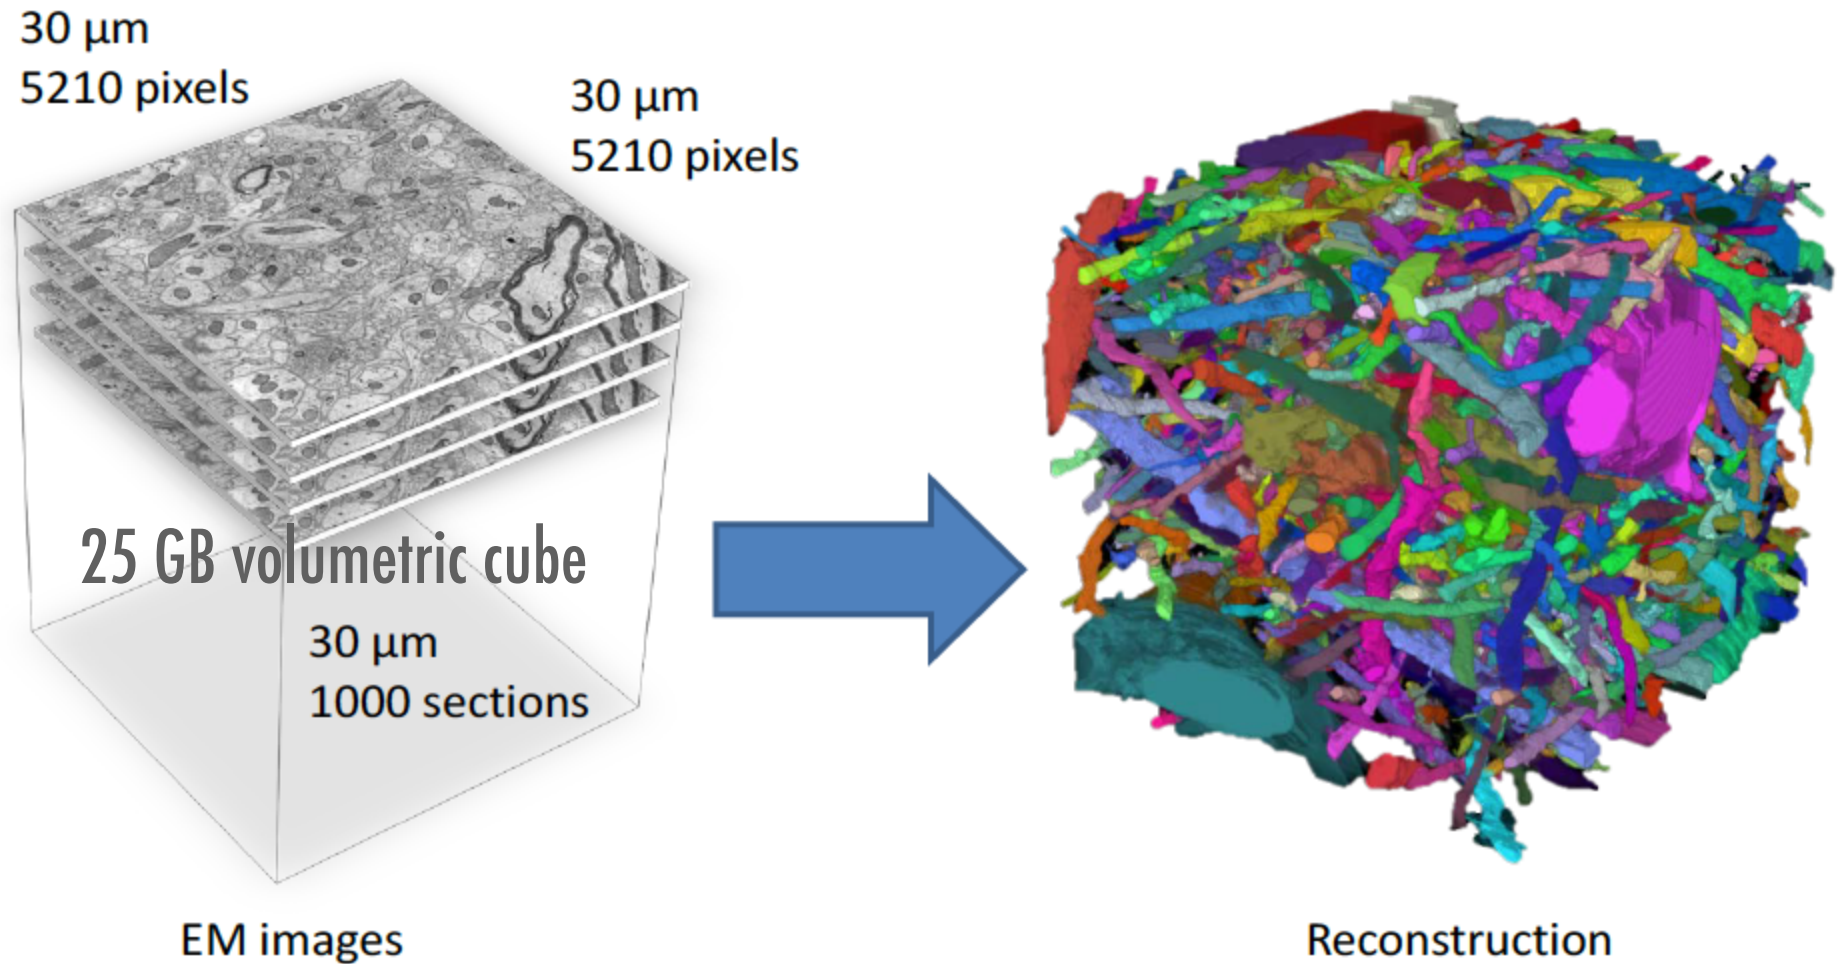 30 µm
5210 pixels
30 µm
5210 pixels
25 GB volumetric cube
30 µm
1000 sections
EM images
Reconstruction